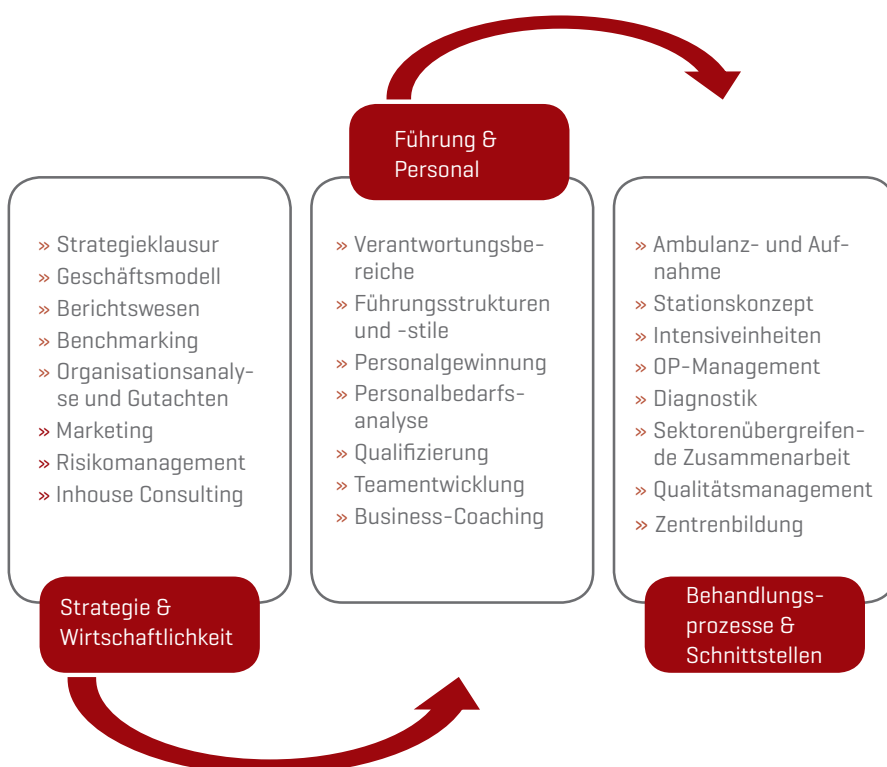 Führung &
Personal
» Strategieklausur
» Geschäftsmodell
» Berichtswesen
» Benchmarking
» Organisationsanaly-
se und Gutachten
» Marketing
» Risikomanagement
» Inhouse Consulting
Strategie &
Wirtschaftlichkeit
» Verantwortungsbe-
reiche
» Führungsstrukturen
und -stile
» Personalgewinnung
» Personalbedarfs-
analyse
» Qualifizierung
» Teamentwicklung
» Business-Coaching
» Ambulanz- und Auf-
nahme
» Stationskonzept
» Intensiveinheiten
» OP-Management
» Diagnostik
» Sektorenübergreifen-
de Zusammenarbeit
» Qualitätsmanagement
» Zentrenbildung
Behandlungs-
prozesse &
Schnittstellen